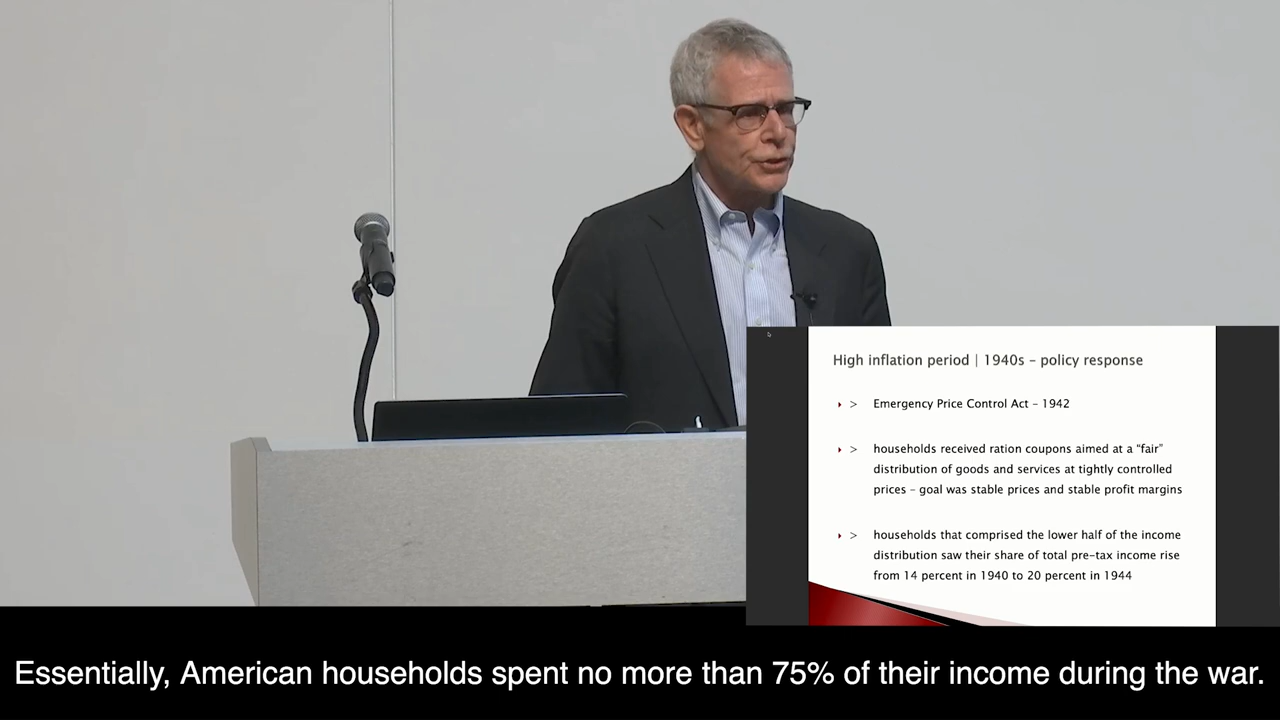 High inflation period | 1940s – policy response
> Emergency Price Control Act – 1942
> households received ration coupons aimed at a “fair”
distribution of goods and services at tightly controlled
prices – goal was stable prices and stable profit margins
> households that comprised the lower half of the income
distribution saw their share of total pre-tax income rise
from 14 percent in 1940 to 20 percent in 1944
Essentially, American households spent no more than 75% of their income during the war.